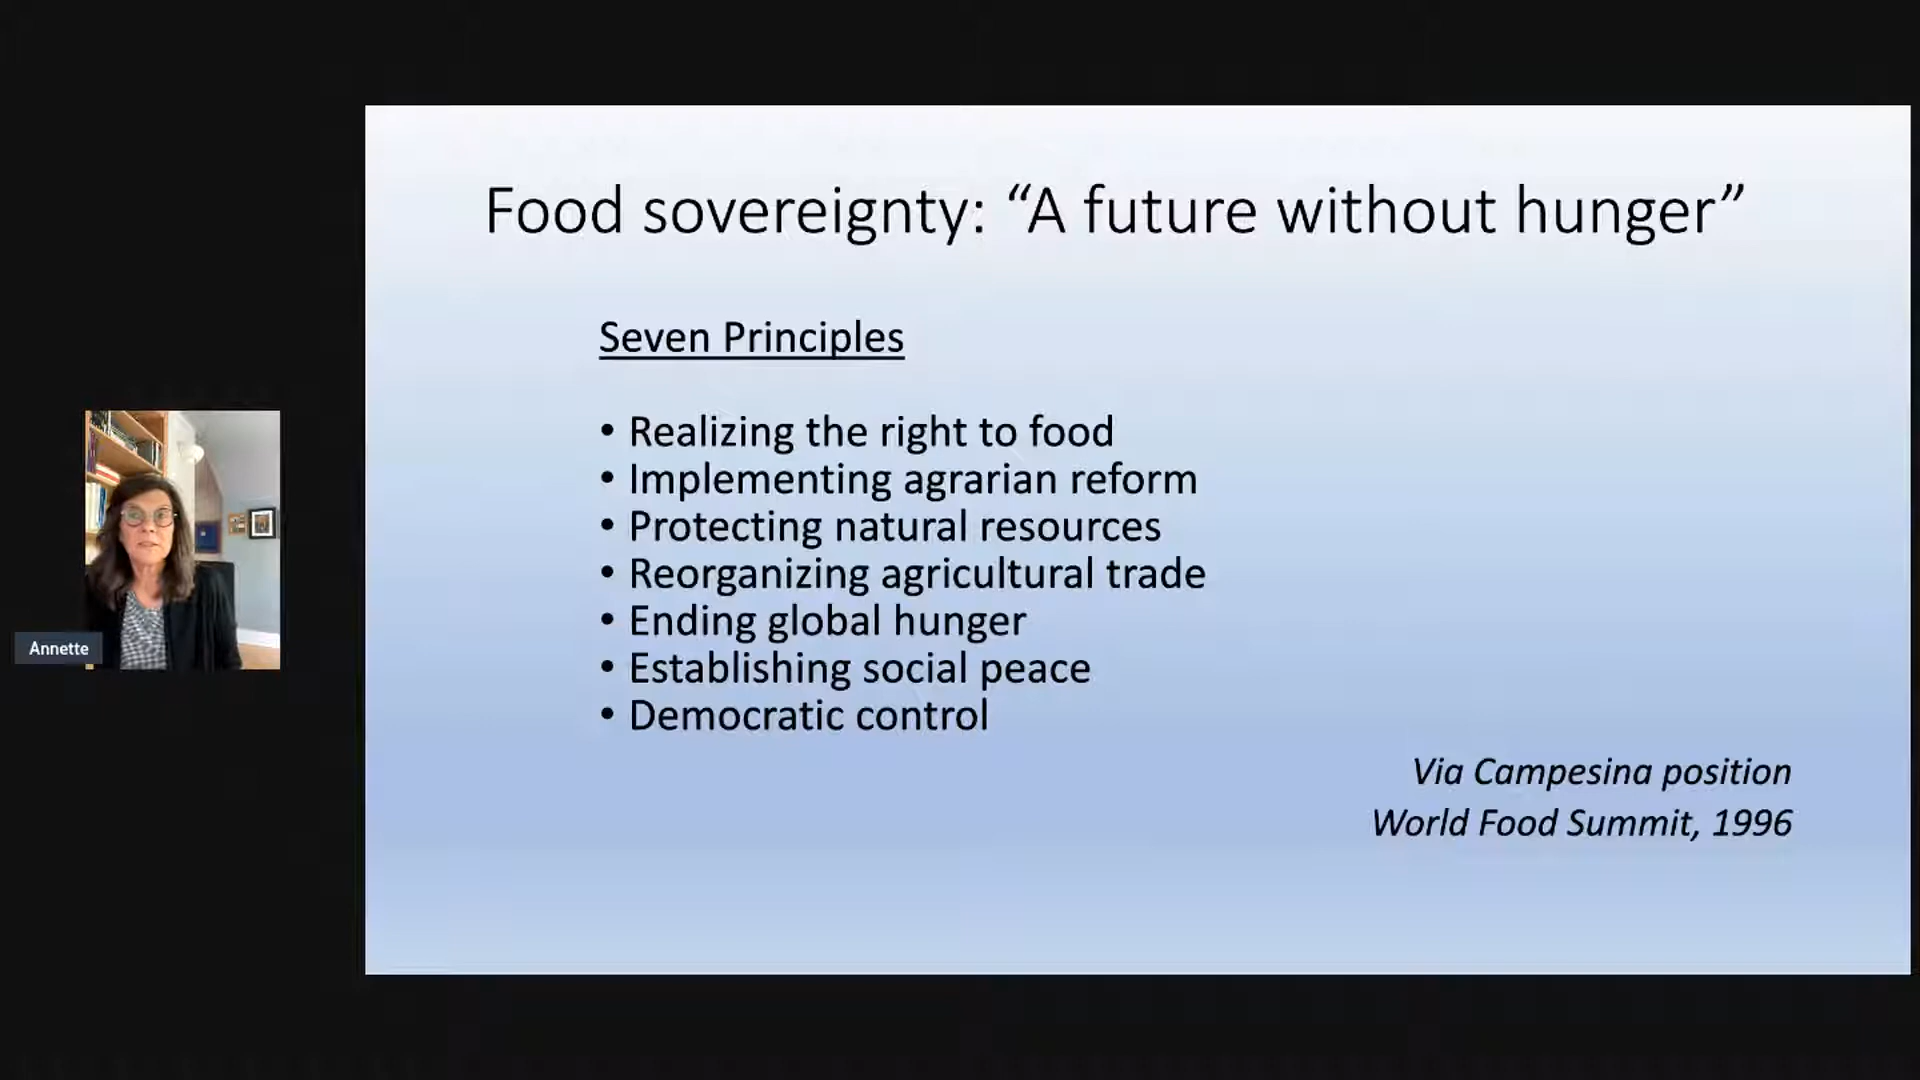 Food sovereignty: “A future without hunger”
Seven Principles
• Realizing the right to food
• Implementing agrarian reform
• Protecting natural resources
• Reorganizing agricultural trade
• Ending global hunger
• Establishing social peace
• Democratic control
Via Campesina position
World Food Summit, 1996
Annette